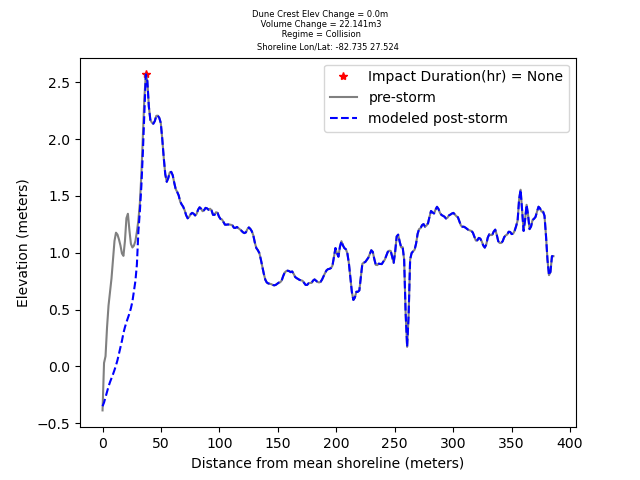 Dune Crest Elev Change = 0.0m
Volume Change = 22.141m3
Regime = Collision
Shoreline Lon/Lat: -82.735 27.524
Impact Duration(hr) = None
pre-storm
modeled post-storm
Elevation (meters)
2.5
2.0
1.5
1.0
0.5
0.0
−0.5
0 50 100 150 200 250 300 350 400
Distance from mean shoreline (meters)